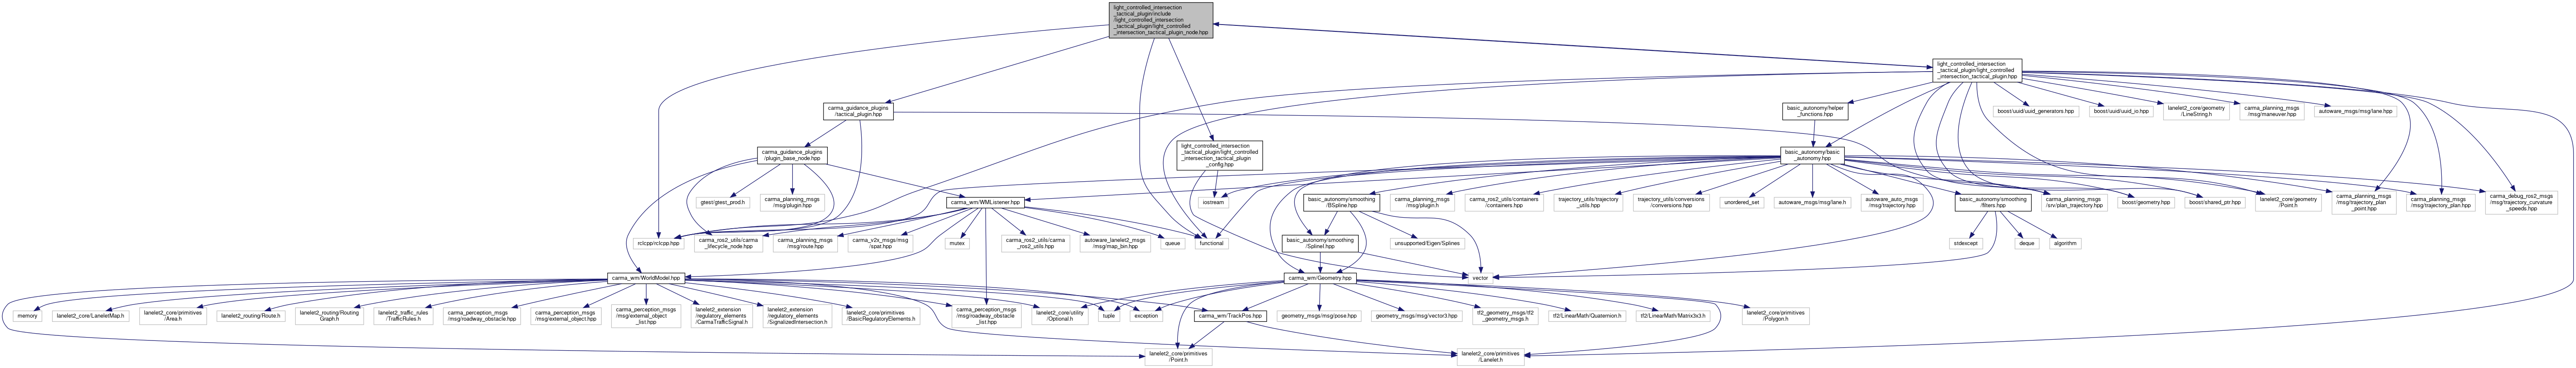 light_controlled_intersection
_tactical_plugin/include
/light_controlled_intersection
_tactical_plugin/light_controlled
_intersection_tactical_plugin_node.hpp
light_controlled_intersection
_tactical_plugin/light_controlled
_intersection_tactical_plugin.hpp
carma_guidance_plugins
/tactical_plugin.hpp
basic_autonomy/helper
_functions.hpp
boost/uuid/uuid_generators.hpp
boost/uuid/uuid_io.hpp
lanelet2_core/geometry
/LineString.h
carma_planning_msgs
/msg/maneuver.hpp
autoware_msgs/msg/lane.hpp
carma_guidance_plugins
/plugin_base_node.hpp
light_controlled_intersection
_tactical_plugin/light_controlled
_intersection_tactical_plugin
_config.hpp
basic_autonomy/basic
_autonomy.hpp
gtest/gtest_prod.h
carma_planning_msgs
/msg/plugin.hpp
carma_wm/WMListener.hpp
iostream
basic_autonomy/smoothing
/BSpline.hpp
carma_planning_msgs
/msg/plugin.h
carma_ros2_utils/containers
/containers.hpp
trajectory_utils/trajectory
_utils.hpp
trajectory_utils/conversions
/conversions.hpp
unordered_set
autoware_msgs/msg/lane.h
autoware_auto_msgs
/msg/trajectory.hpp
basic_autonomy/smoothing
/filters.hpp
carma_planning_msgs
/srv/plan_trajectory.hpp
boost/geometry.hpp
boost/shared_ptr.hpp
lanelet2_core/geometry
/Point.h
carma_planning_msgs
/msg/trajectory_plan
_point.hpp
carma_planning_msgs
/msg/trajectory_plan.hpp
carma_debug_ros2_msgs
/msg/trajectory_curvature
_speeds.hpp
rclcpp/rclcpp.hpp
carma_ros2_utils/carma
_lifecycle_node.hpp
carma_planning_msgs
/msg/route.hpp
carma_v2x_msgs/msg
/spat.hpp
mutex
carma_ros2_utils/carma
_ros2_utils.hpp
autoware_lanelet2_msgs
/msg/map_bin.hpp
queue
functional
basic_autonomy/smoothing
/SplineI.hpp
unsupported/Eigen/Splines
stdexcept
deque
algorithm
carma_wm/WorldModel.hpp
carma_wm/Geometry.hpp
vector
memory
lanelet2_core/LaneletMap.h
lanelet2_core/primitives
/Area.h
lanelet2_routing/Route.h
lanelet2_routing/Routing
Graph.h
lanelet2_traffic_rules
/TrafficRules.h
carma_perception_msgs
/msg/roadway_obstacle.hpp
carma_perception_msgs
/msg/external_object.hpp
carma_perception_msgs
/msg/external_object
_list.hpp
lanelet2_extension
/regulatory_elements
/CarmaTrafficSignal.h
lanelet2_extension
/regulatory_elements
/SignalizedIntersection.h
lanelet2_core/primitives
/BasicRegulatoryElements.h
carma_perception_msgs
/msg/roadway_obstacle
_list.hpp
lanelet2_core/utility
/Optional.h
tuple
exception
carma_wm/TrackPos.hpp
geometry_msgs/msg/pose.hpp
geometry_msgs/msg/vector3.hpp
tf2_geometry_msgs/tf2
_geometry_msgs.h
tf2/LinearMath/Quaternion.h
tf2/LinearMath/Matrix3x3.h
lanelet2_core/primitives
/Polygon.h
lanelet2_core/primitives
/Point.h
lanelet2_core/primitives
/Lanelet.h